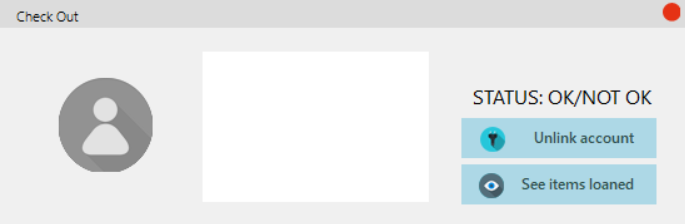 Check Out
STATUS: OK/NOT OK
Unlink account
See items loaned